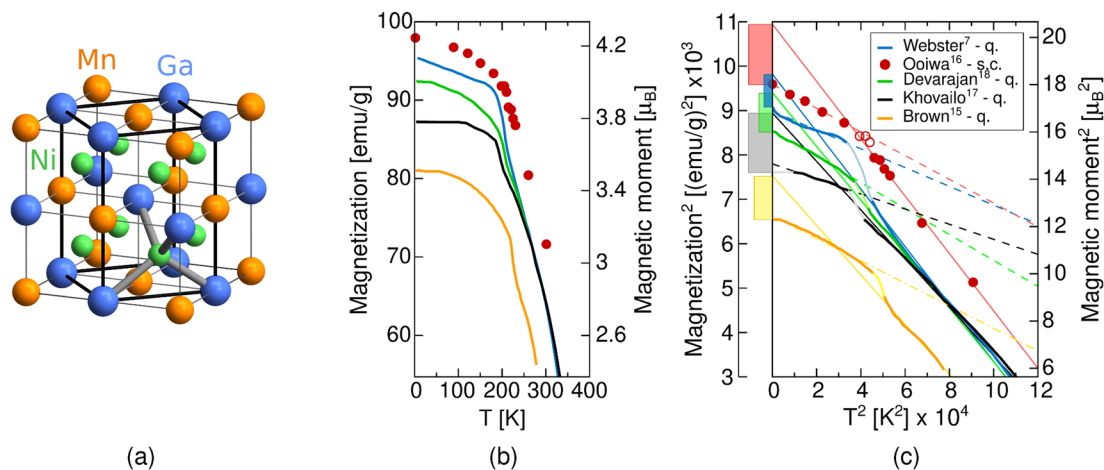 Mn
Ga
Ni
(a)
Magnetization [emu/g]
100
90
80
70
60
0
100
200
300
400
T [K]
4.2
3.8
3.4
3
2.6
Magnetic moment [μB]
(b)
Magnetization² [(emu/g)²] x10³
11
10
9
8
7
6
5
4
3
0
2
4
6
8
10
12
T² [K²] x 10⁴
20
18
16
14
12
10
8
6
Magnetic moment² [μB²]
Webster⁷ - q.
Ooiwa¹⁶ - s.c.
Devarajan¹⁸ - q.
Khovailo¹⁷ - q.
Brown¹⁵ - q.
(c)